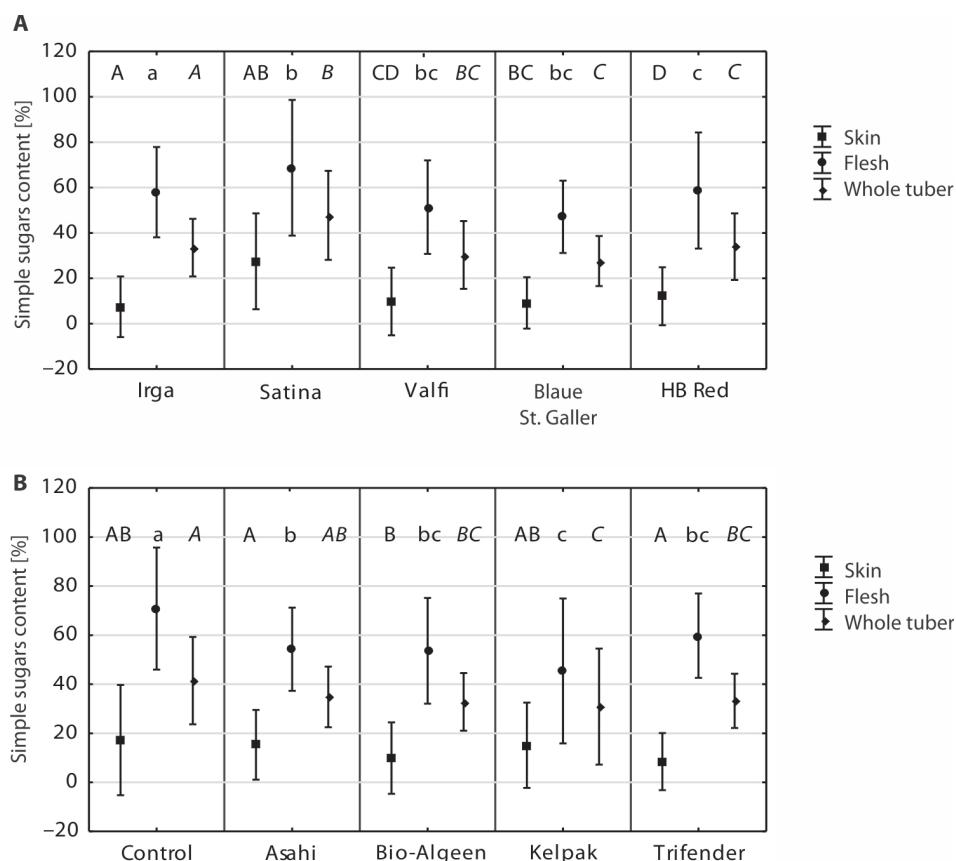 A
120
100
80
60
40
20
0
–20
Simple sugars content [%]
A a A
AB b B
CD bc BC
BC bc C
D c C
Irga Satina Valfi Blaue HB Red
St. Galler
Skin
Flesh
Whole tuber
B
120
100
80
60
40
20
0
–20
Simple sugars content [%]
AB a A
A b AB
B bc BC
AB c C
A bc BC
Control Asahi Bio-Algeen Kelpak Trifender
Skin
Flesh
Whole tuber